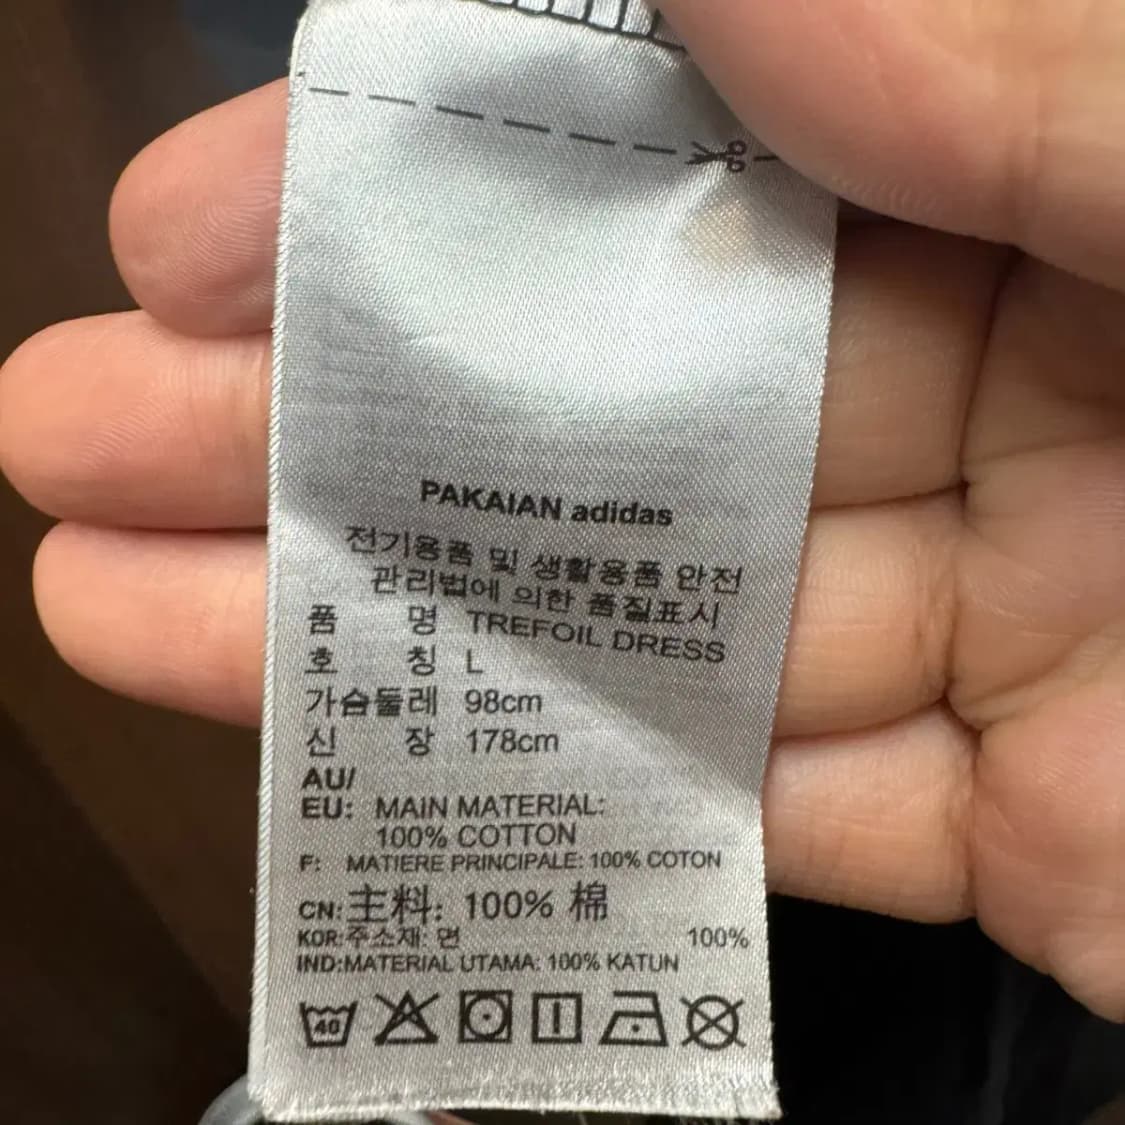 PAKAIAN adidas
전기용품 및 생활용품 안전
관리법에 의한 품질표시
품 명 TREFOIL DRESS
호 칭 L
가슴둘레 98cm
신 장 178cm
AU/
EU: MAIN MATERIAL:
100% COTTON
F: MATIERE PRINCIPALE: 100% COTON
CN:主料: 100% 棉
KOR:주소재: 면 100%
IND:MATERIAL UTAMA: 100% KATUN
40